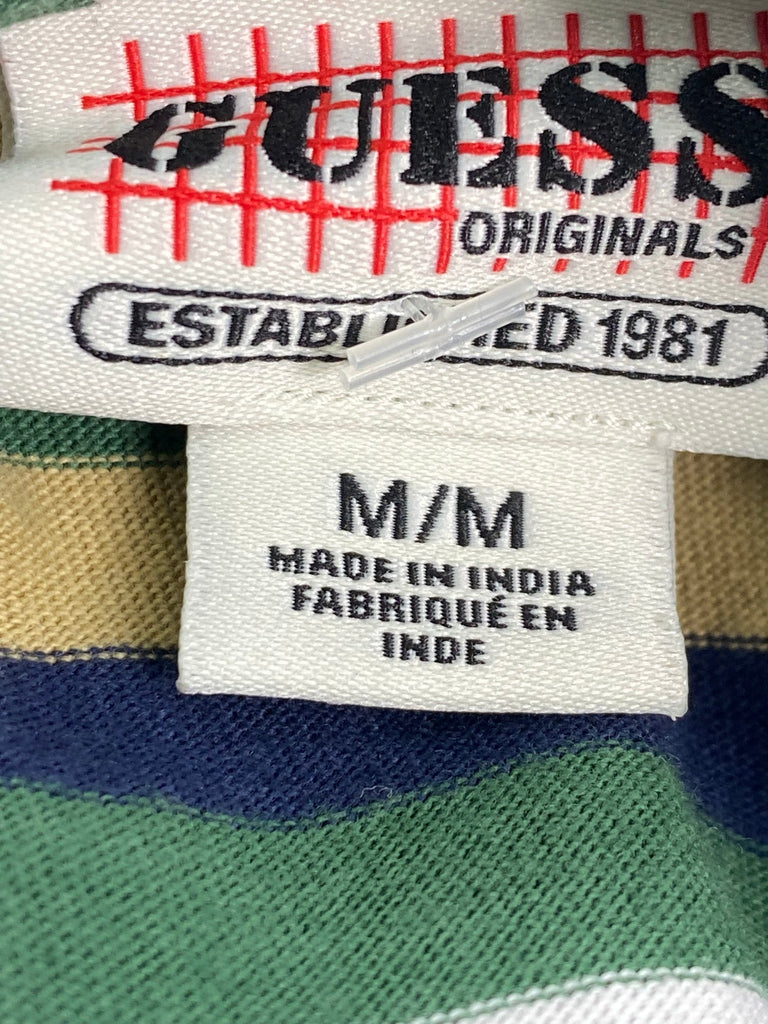 GUESS
ORIGINALS
ESTABLISHED 1981
M/M
MADE IN INDIA
FABRIQUÉ EN
INDE